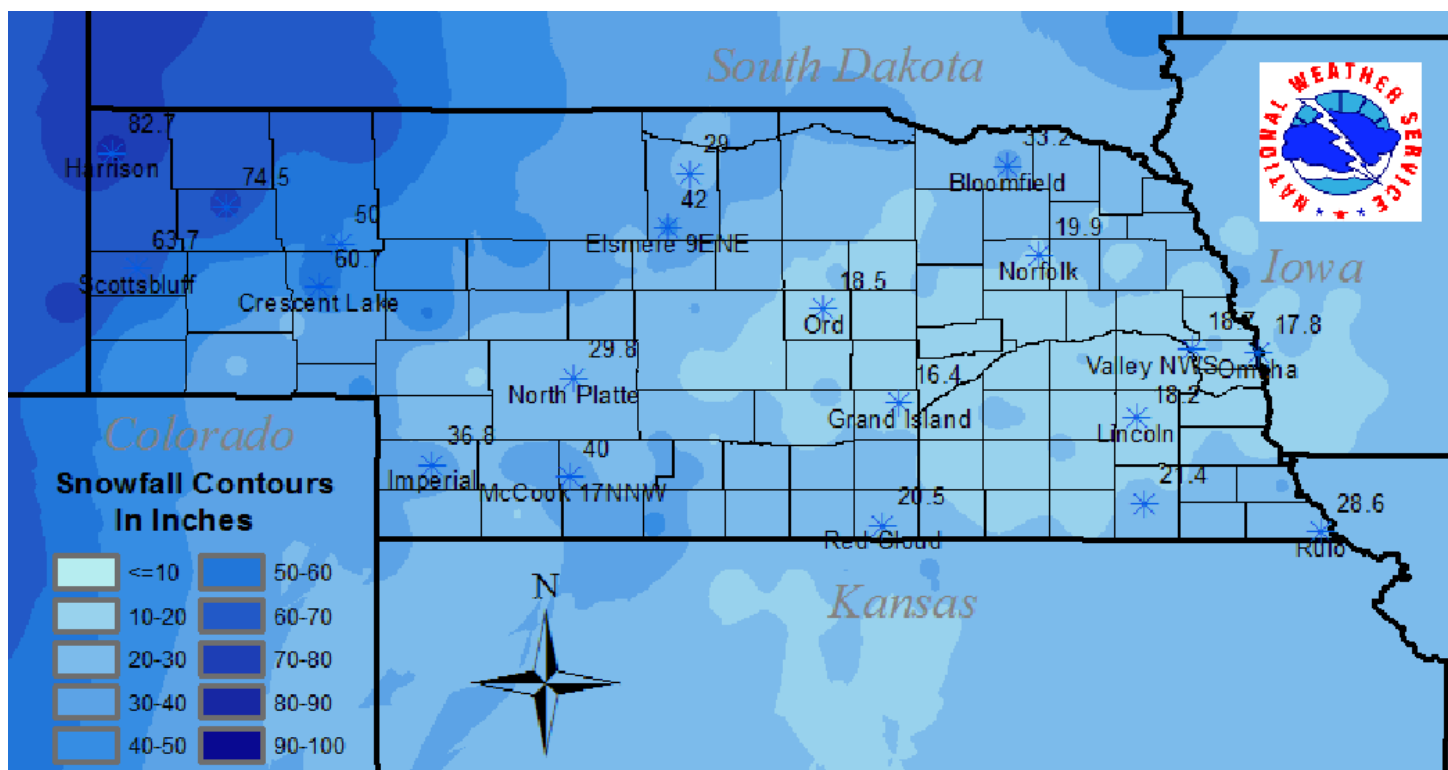 South Dakota
NATIONAL WEATHER SERVICE
82.7
Harrison
74.5
29
33.2
Bloomfield
50
42
63.7
60.7
Elsmere 9ENE
19.9
Norfolk
Iowa
Scottsbluff
Crescent Lake
18.5
Ord
18.7
17.8
29.8
16.4
Valley NWS
Omaha
North Platte
18.2
Grand Island
Lincoln
Colorado
36.8
40
21.4
Imperial
McCook 17NNW
20.5
28.6
Red Cloud
Rulo
Snowfall Contours
In Inches
<=10
50-60
10-20
60-70
20-30
70-80
30-40
80-90
40-50
90-100
N
Kansas